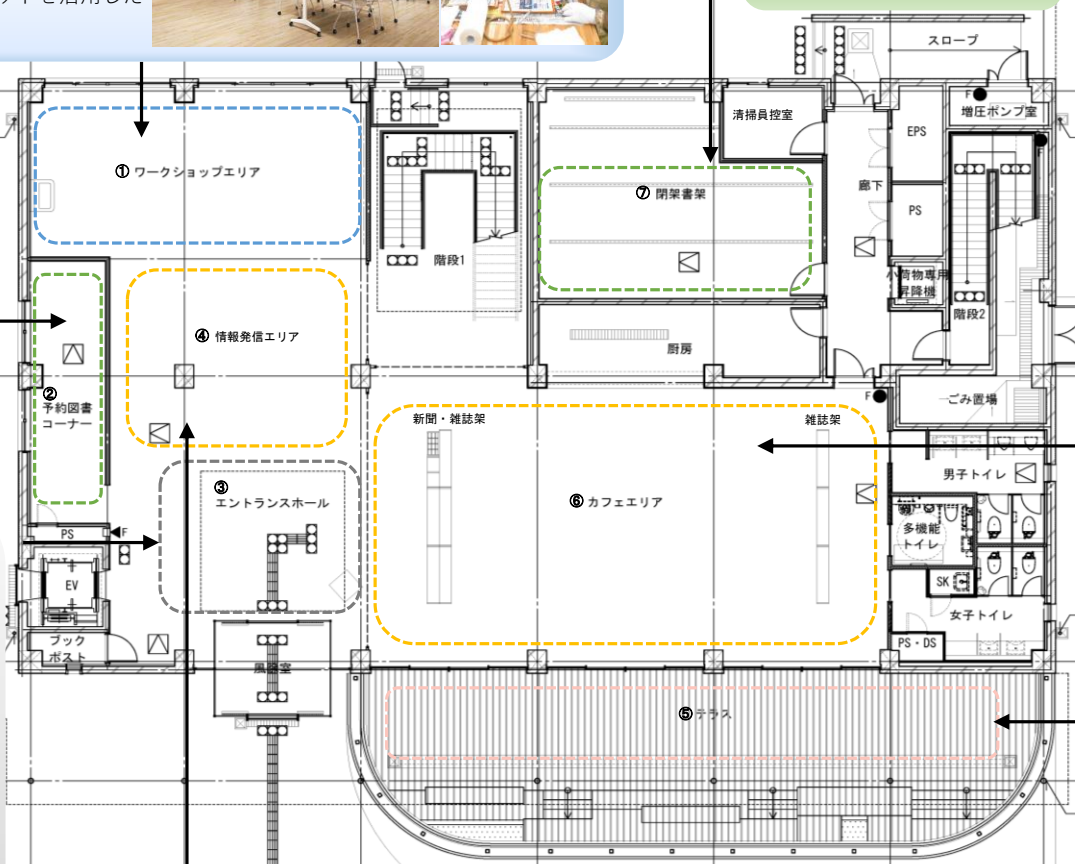 ットを活用した
スロープ
清掃員控室
EPS
F
増圧ポンプ室
F
① ワークショップエリア
⑦ 閉架書架
廊下
PS
階段1
小荷物専用
昇降機
階段2
④ 情報発信エリア
厨房
②
予約図書
コーナー
新聞・雑誌架
雑誌架
F
ごみ置場
男子トイレ
③
エントランスホール
⑥ カフェエリア
PS
F
多機能
トイレ
EV
SK
女子トイレ
ブック
ポスト
PS・DS
風除室
⑤ テラス